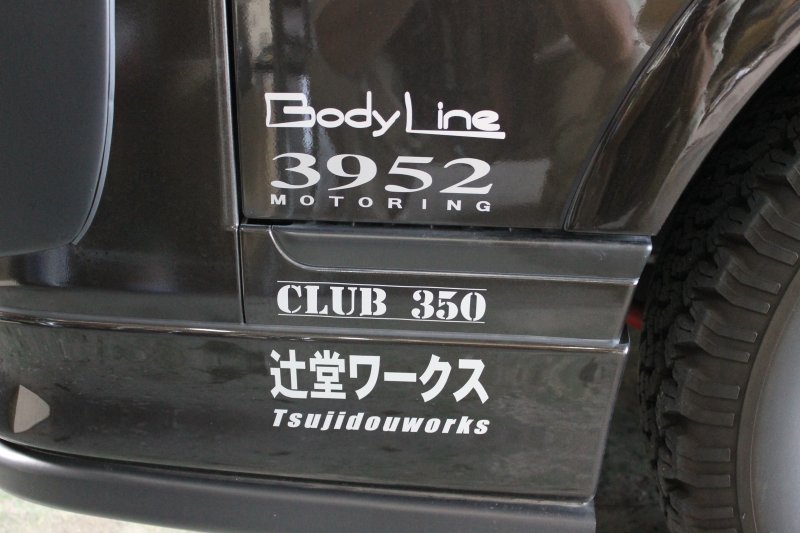 Body Line
3952
MOTORING
CLUB 350
辻堂ワークス
Tsujidouworks